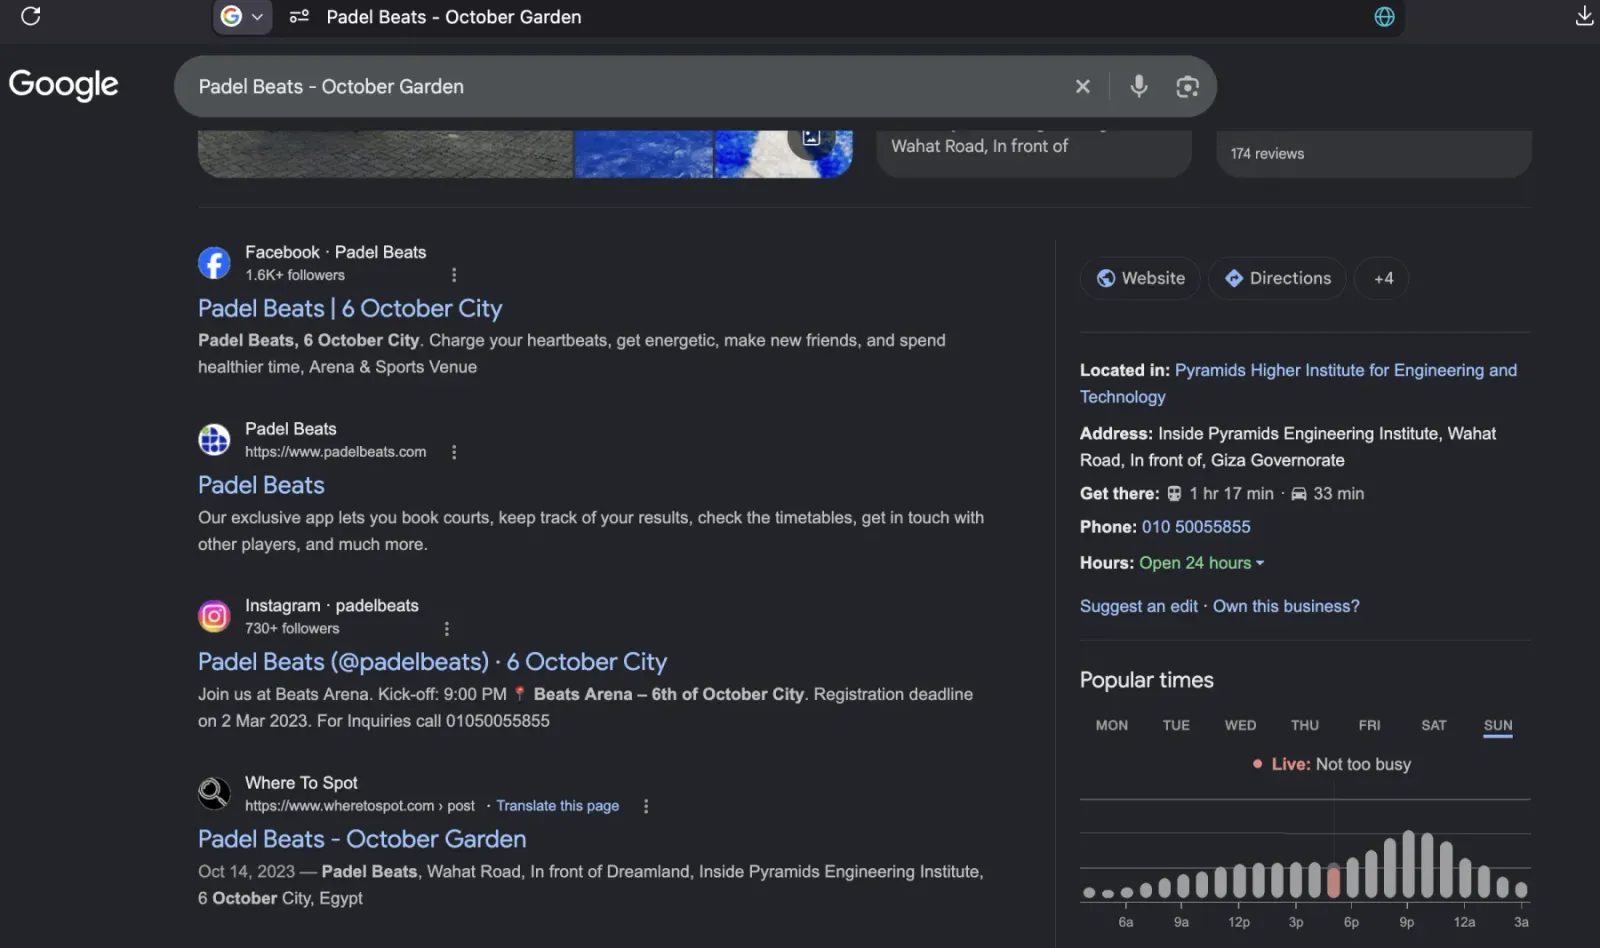 Padel Beats - October Garden
Google
Padel Beats - October Garden
Wahat Road, In front of
174 reviews
Facebook · Padel Beats
1.6K+ followers
Padel Beats | 6 October City
Padel Beats, 6 October City. Charge your heartbeats, get energetic, make new friends, and spend
healthier time, Arena & Sports Venue
Padel Beats
https://www.padelbeats.com
Padel Beats
Our exclusive app lets you book courts, keep track of your results, check the timetables, get in touch with
other players, and much more.
Instagram · padelbeats
730+ followers
Padel Beats (@padelbeats) · 6 October City
Join us at Beats Arena. Kick-off: 9:00 PM 📍 Beats Arena – 6th of October City. Registration deadline
on 2 Mar 2023. For Inquiries call 01050055855
Where To Spot
https://www.wheretospot.com › post · Translate this page
Padel Beats - October Garden
Oct 14, 2023 — Padel Beats, Wahat Road, In front of Dreamland, Inside Pyramids Engineering Institute,
6 October City, Egypt
Website
Directions
+4
Located in: Pyramids Higher Institute for Engineering and
Technology
Address: Inside Pyramids Engineering Institute, Wahat
Road, In front of, Giza Governorate
Get there: 1 hr 17 min · 33 min
Phone: 010 50055855
Hours: Open 24 hours
Suggest an edit · Own this business?
Popular times
MON TUE WED THU FRI SAT SUN
Live: Not too busy
6a 9a 12p 3p 6p 9p 12a 3a